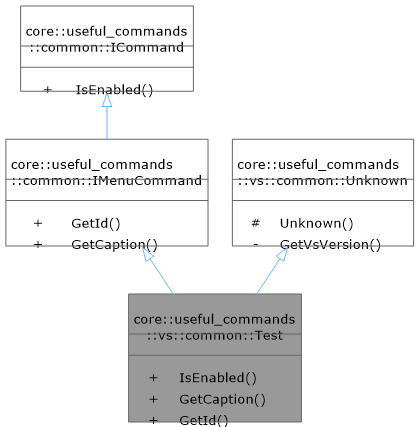 core::useful_commands
::common::ICommand
+ IsEnabled()
core::useful_commands
::common::IMenuCommand
+ GetId()
+ GetCaption()
core::useful_commands
::vs::common::Unknown
# Unknown()
- GetVsVersion()
core::useful_commands
::vs::common::Test
+ IsEnabled()
+ GetCaption()
+ GetId()